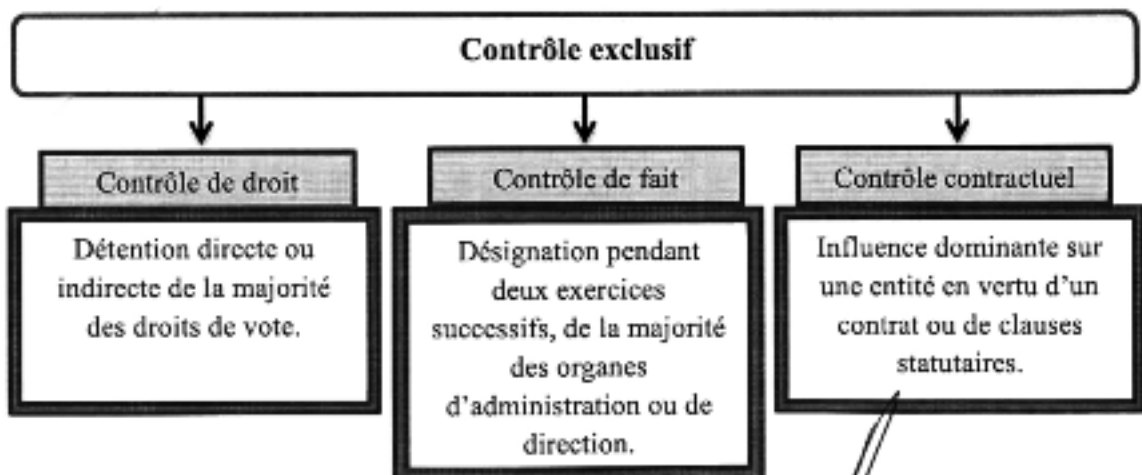 Contrôle exclusif
Contrôle de droit
Détention directe ou
indirecte de la majorité
des droits de vote.
Contrôle de fait
Désignation pendant
deux exercices
successifs, de la majorité
des organes
d'administration ou de
direction.
Contrôle contractuel
Influence dominante sur
une entité en vertu d'un
contrat ou de clauses
statutaires.